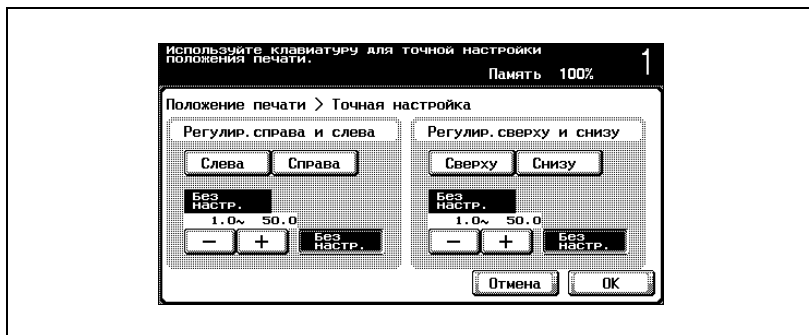 Используйте клавиатуру для точной настройки
положения печати.
Память 100% 1
Положение печати > Точная настройка
Регулир.справа и слева
Слева Справа
Без
настр.
1.0~ 50.0
− + Без
настр.
Регулир.сверху и снизу
Сверху Снизу
Без
настр.
1.0~ 50.0
− + Без
настр.
Отмена OK